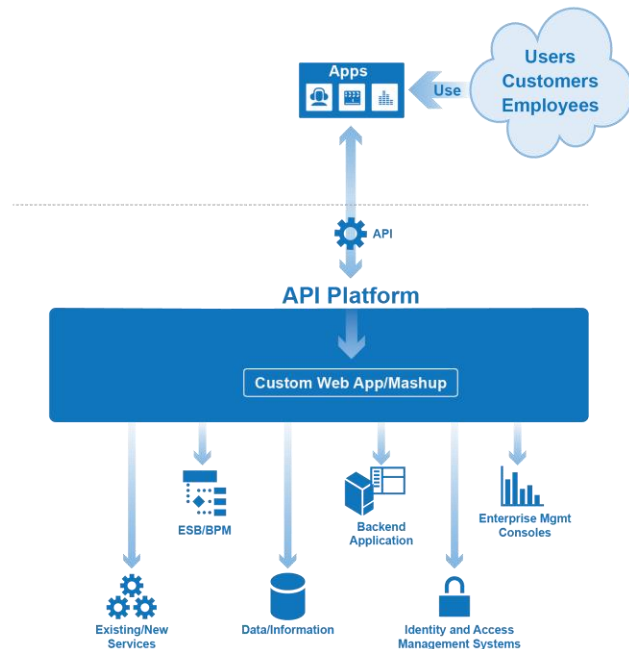 Apps
Use
Users
Customers
Employees
API
API Platform
Custom Web App/Mashup
ESB/BPM
Backend
Application
Enterprise Mgmt
Consoles
Existing/New
Services
Data/Information
Identity and Access
Management Systems